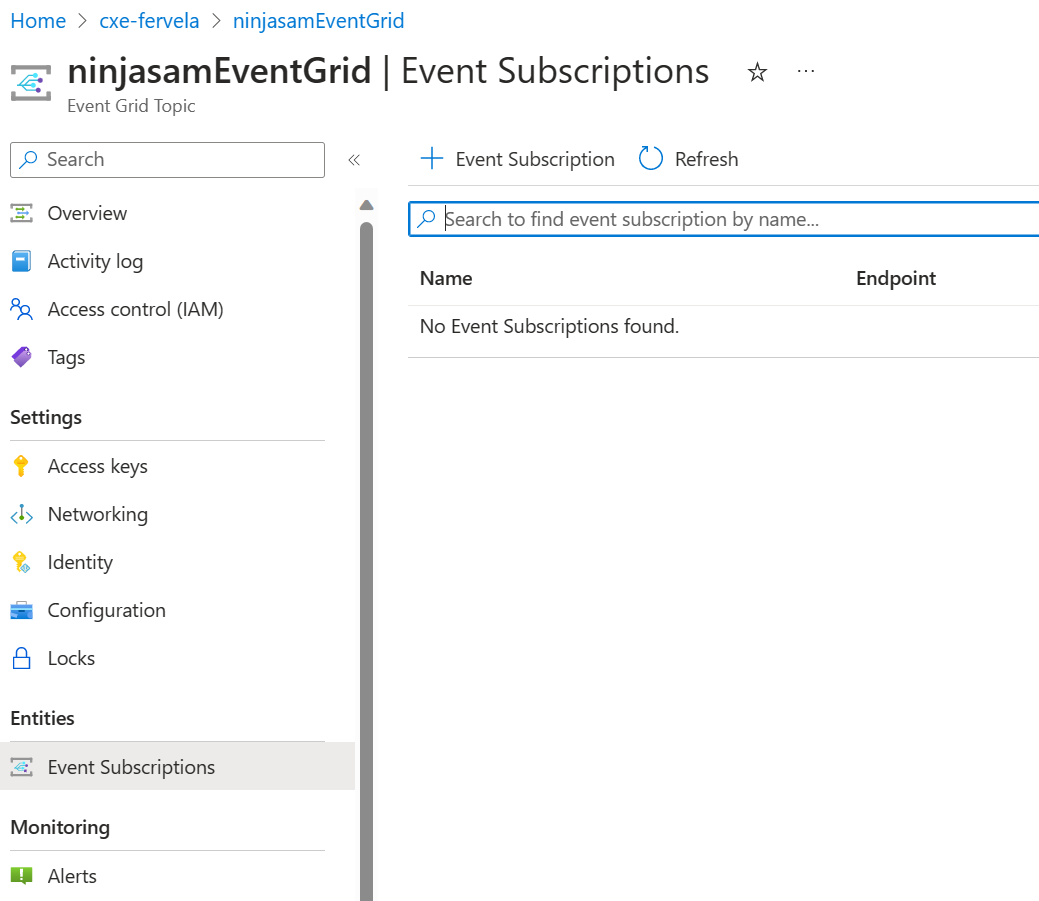 Home > cxe-fervela > ninjasamEventGrid
ninjasamEventGrid | Event Subscriptions
Event Grid Topic
Search
Overview
Activity log
Access control (IAM)
Tags
Settings
Access keys
Networking
Identity
Configuration
Locks
Entities
Event Subscriptions
Monitoring
Alerts
Event Subscription Refresh
Search to find event subscription by name...
Name Endpoint
No Event Subscriptions found.